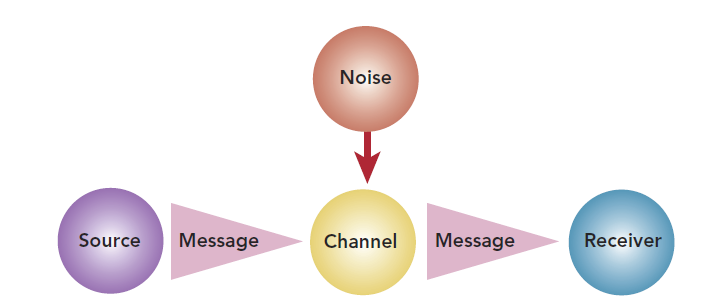 Noise
Source
Message
Channel
Message
Receiver